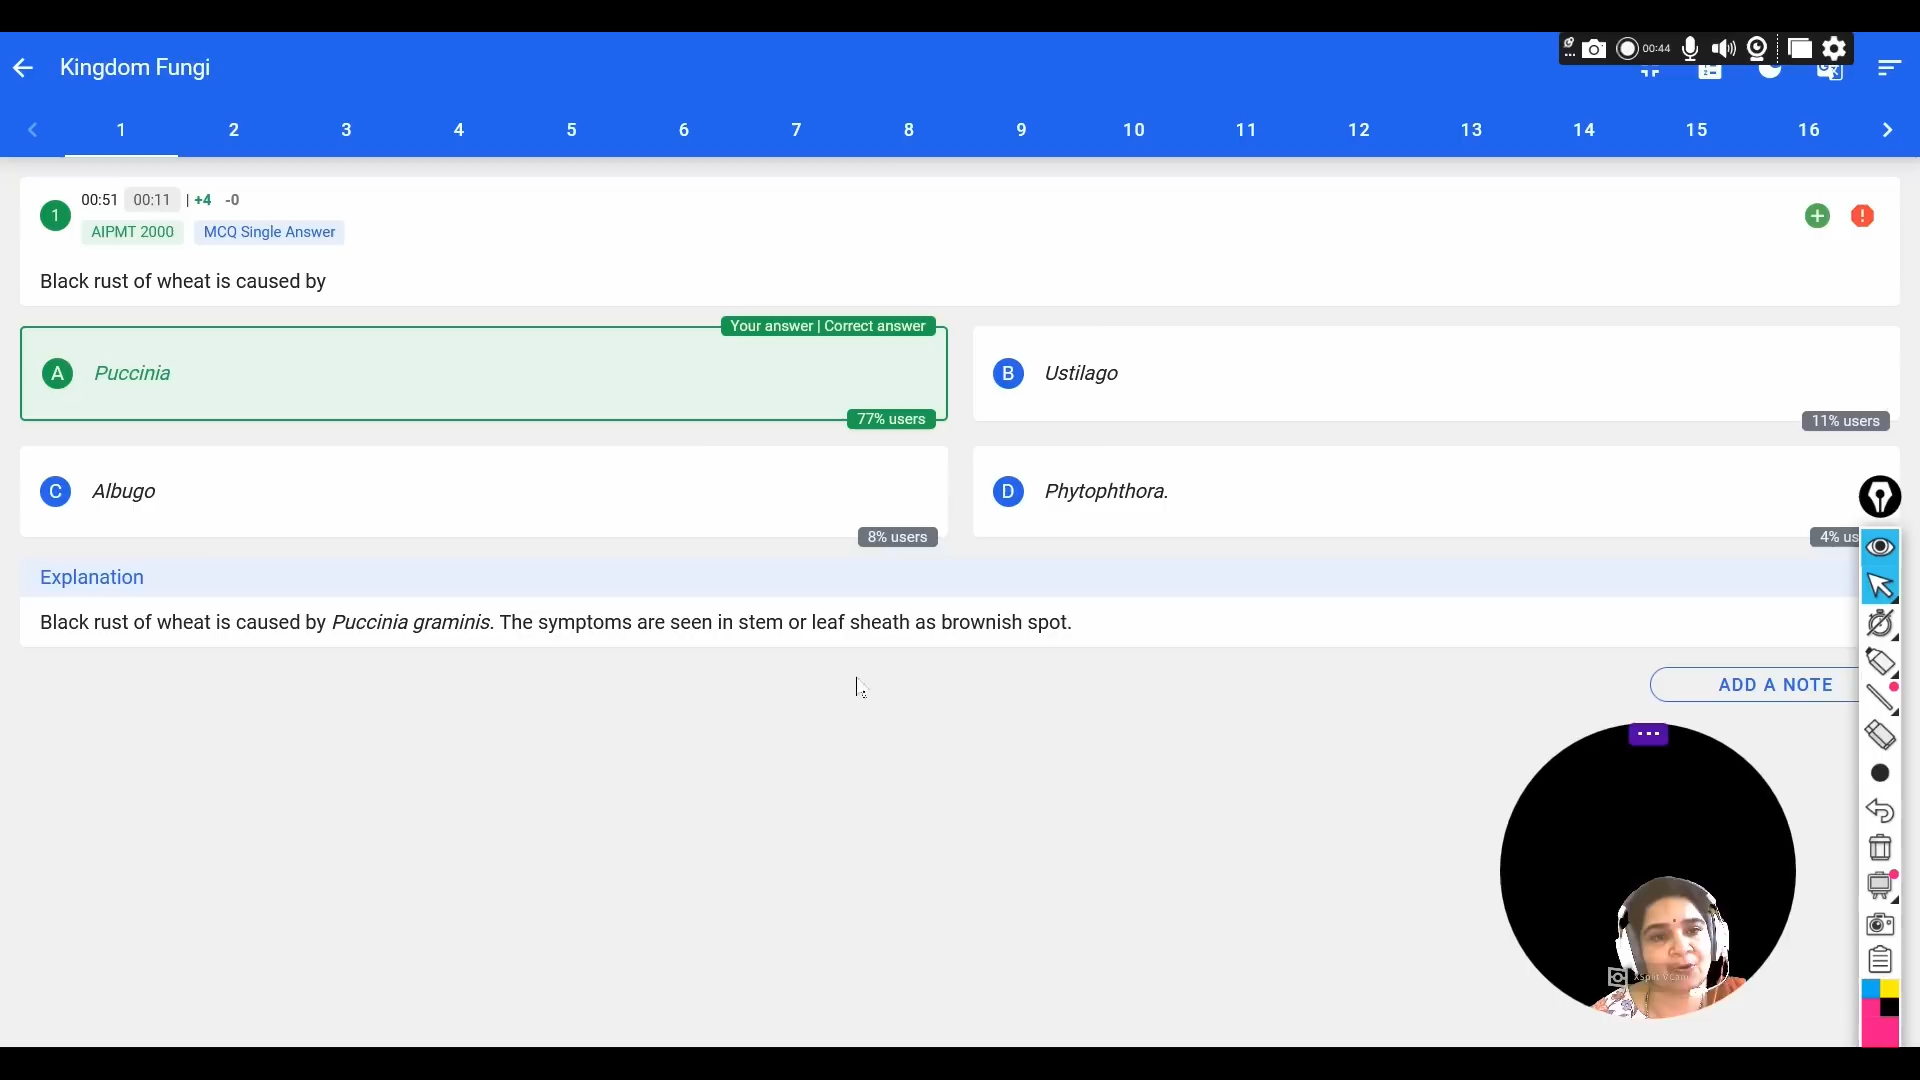 Kingdom Fungi
00:44
1 2 3 4 5 6 7 8 9 10 11 12 13 14 15 16
1
00:51 00:11 | +4 -0
AIPMT 2000 MCQ Single Answer
Black rust of wheat is caused by
Your answer | Correct answer
A Puccinia
77% users
B Ustilago
11% users
C Albugo
8% users
D Phytophthora.
4% us
Explanation
Black rust of wheat is caused by Puccinia graminis. The symptoms are seen in stem or leaf sheath as brownish spot.
ADD A NOTE